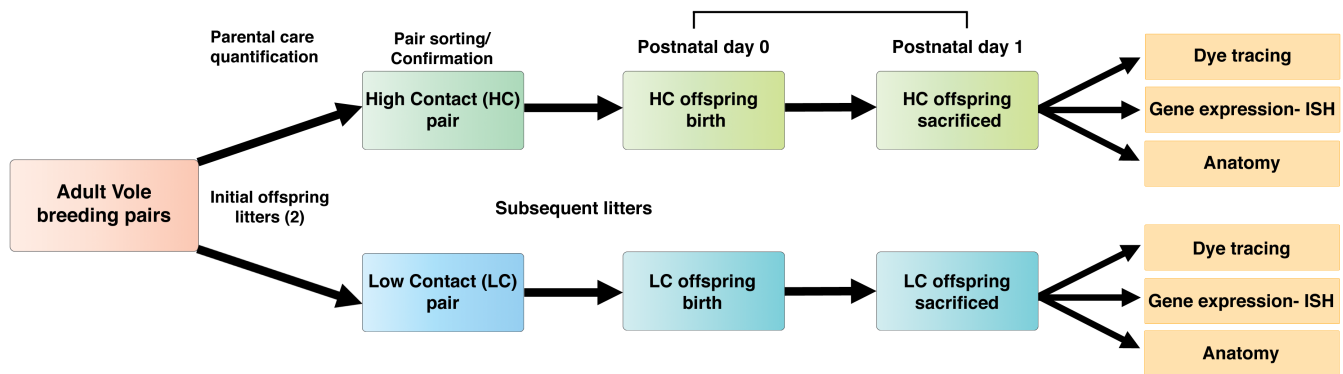 Parental care
quantification
Pair sorting/
Confirmation
Postnatal day 0
Postnatal day 1
High Contact (HC)
pair
HC offspring
birth
HC offspring
sacrificed
Dye tracing
Gene expression- ISH
Anatomy
Adult Vole
breeding pairs
Initial offspring
litters (2)
Subsequent litters
Low Contact (LC)
pair
LC offspring
birth
LC offspring
sacrificed
Dye tracing
Gene expression- ISH
Anatomy